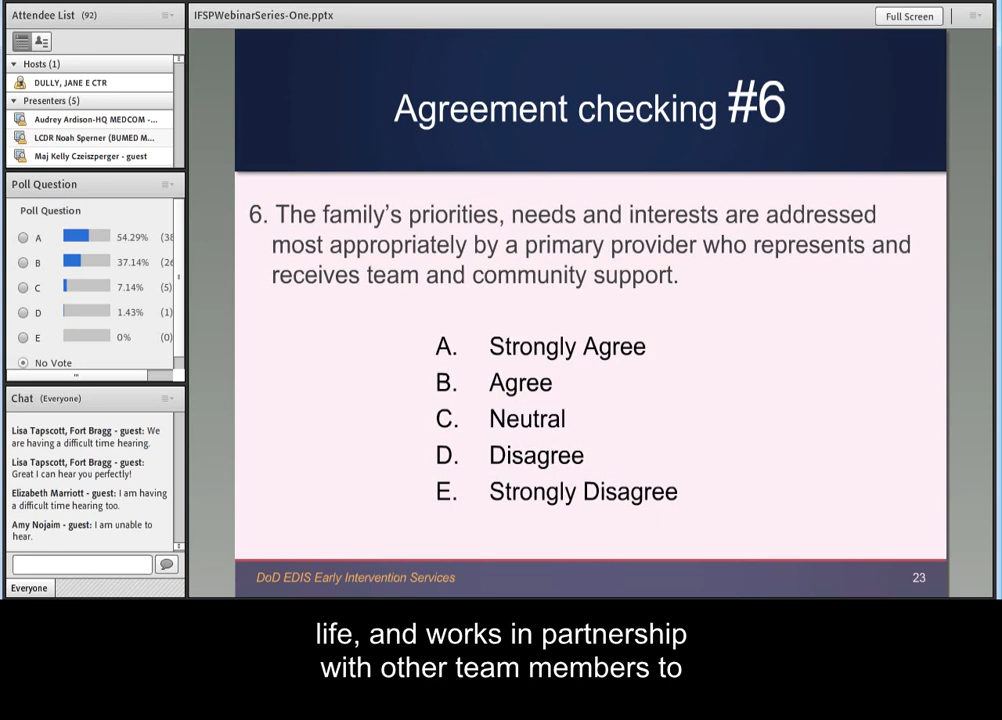 Attendee List (92)
Hosts (1)
DULLY, JANE E CTR
Presenters (5)
Audrey Ardison-HQ MEDCOM -...
LCDR Noah Sperner (BUMED M...
Maj Kelly Czeiszperger - guest
Poll Question
Poll Question
A 54.29% (38
B 37.14% (26
C 7.14% (5)
D 1.43% (1)
E 0% (0)
No Vote
Chat (Everyone)
Lisa Tapscott, Fort Bragg - guest: We
are having a difficult time hearing.
Lisa Tapscott, Fort Bragg - guest:
Great I can hear you perfectly!
Elizabeth Marriott - guest: I am having
a difficult time hearing too.
Amy Nojaim - guest: I am unable to
hear.
Everyone
IFSPWebinarSeries-One.pptx
Full Screen
Agreement checking #6
6. The family's priorities, needs and interests are addressed
most appropriately by a primary provider who represents and
receives team and community support.
A. Strongly Agree
B. Agree
C. Neutral
D. Disagree
E. Strongly Disagree
DoD EDIS Early Intervention Services
23
life, and works in partnership
with other team members to